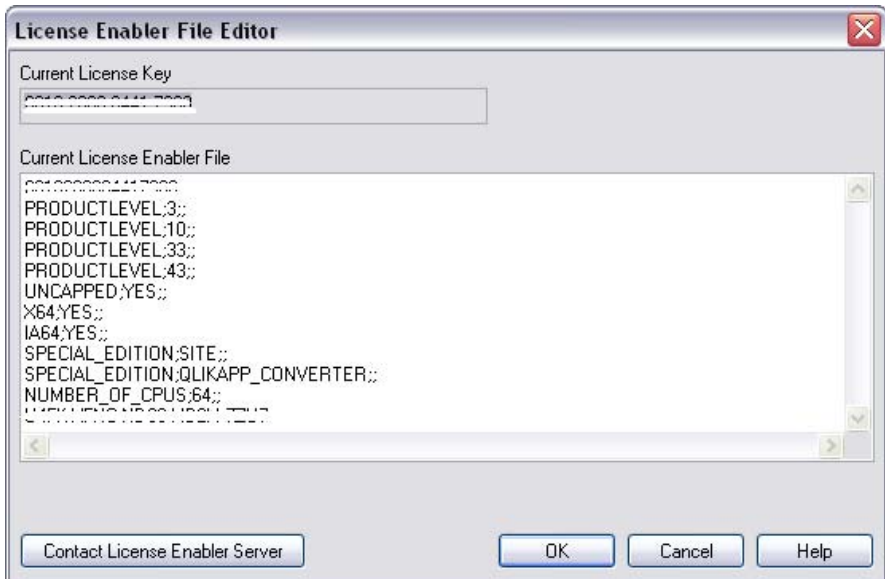 License Enabler File Editor
Current License Key
Current License Enabler File
PRODUCTLEVEL;3;;
PRODUCTLEVEL;10;;
PRODUCTLEVEL;33;;
PRODUCTLEVEL;43;;
UNCAPPED;YES;;
X64;YES;;
IA64;YES;;
SPECIAL_EDITION;SITE;;
SPECIAL_EDITION;QLIKAPP_CONVERTER;;
NUMBER_OF_CPUS;64;;
Contact License Enabler Server OK Cancel Help